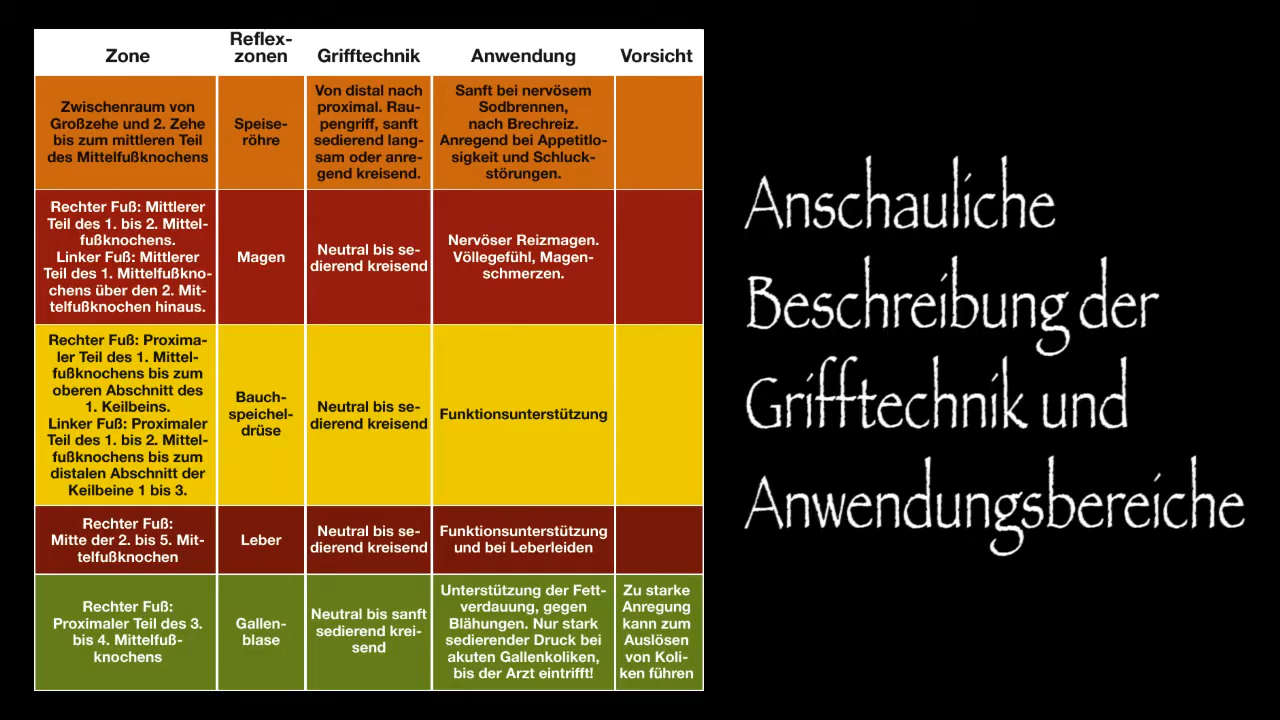 Zone
Reflex-
zonen
Grifftechnik
Anwendung
Vorsicht
Zwischenraum von
Großzehe und 2. Zehe
bis zum mittleren Teil
des Mittelfußknochens
Speise-
röhre
Von distal nach
proximal. Rau-
pengriff, sanft
sedierend lang-
sam oder anre-
gend kreisend.
Sanft bei nervösem
Sodbrennen,
nach Brechreiz.
Anregend bei Appetitlo-
sigkeit und Schluck-
störungen.
Rechter Fuß: Mittlerer
Teil des 1. bis 2. Mittel-
fußknochens.
Linker Fuß: Mittlerer
Teil des 1. Mittelfußkno-
chens über den 2. Mit-
telfußknochen hinaus.
Magen
Neutral bis se-
dierend kreisend
Nervöser Reizmagen.
Völlegefühl, Magen-
schmerzen.
Rechter Fuß: Proxima-
ler Teil des 1. Mittel-
fußknochens bis zum
oberen Abschnitt des
1. Keilbeins.
Linker Fuß: Proximaler
Teil des 1. bis 2. Mittel-
fußknochens bis zum
distalen Abschnitt der
Keilbeine 1 bis 3.
Bauch-
speichel-
drüse
Neutral bis se-
dierend kreisend
Funktionsunterstützung
Rechter Fuß:
Mitte der 2. bis 5. Mit-
telfußknochen
Leber
Neutral bis se-
dierend kreisend
Funktionsunterstützung
und bei Leberleiden
Rechter Fuß:
Proximaler Teil des 3.
bis 4. Mittelfuß-
knochens
Gallen-
blase
Neutral bis sanft
sedierend krei-
send
Unterstützung der Fett-
verdauung, gegen
Blähungen. Nur stark
sedierender Druck bei
akuten Gallenkoliken,
bis der Arzt eintrifft!
Zu starke
Anregung
kann zum
Auslösen
von Koli-
ken führen
Anschauliche
Beschreibung der
Grifftechnik und
Anwendungsbereiche